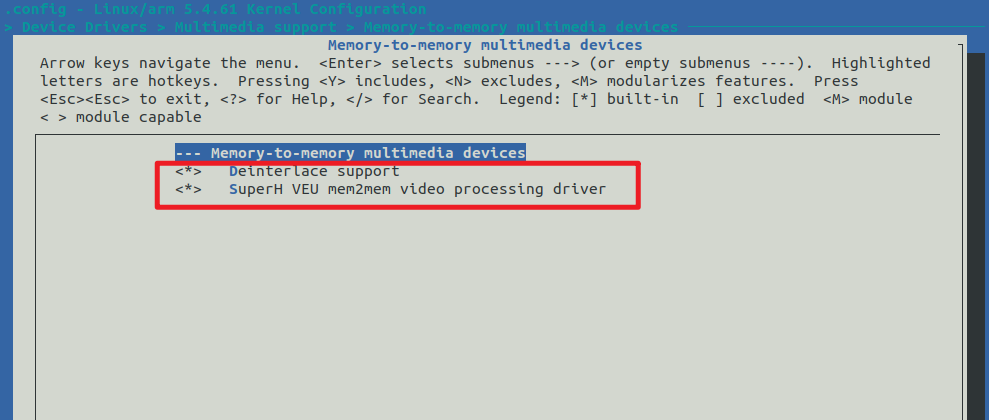 .config - Linux/arm 5.4.61 Kernel Configuration
> Device Drivers > Multimedia support > Memory-to-memory multimedia devices
Memory-to-memory multimedia devices
Arrow keys navigate the menu.  <Enter> selects submenus ---> (or empty submenus ----).  Highlighted
letters are hotkeys.  Pressing <Y> includes, <N> excludes, <M> modularizes features.  Press
<Esc><Esc> to exit, <?> for Help, </> for Search.  Legend: [*] built-in  [ ] excluded  <M> module
< > module capable
--- Memory-to-memory multimedia devices
<*>   Deinterlace support
<*>   SuperH VEU mem2mem video processing driver